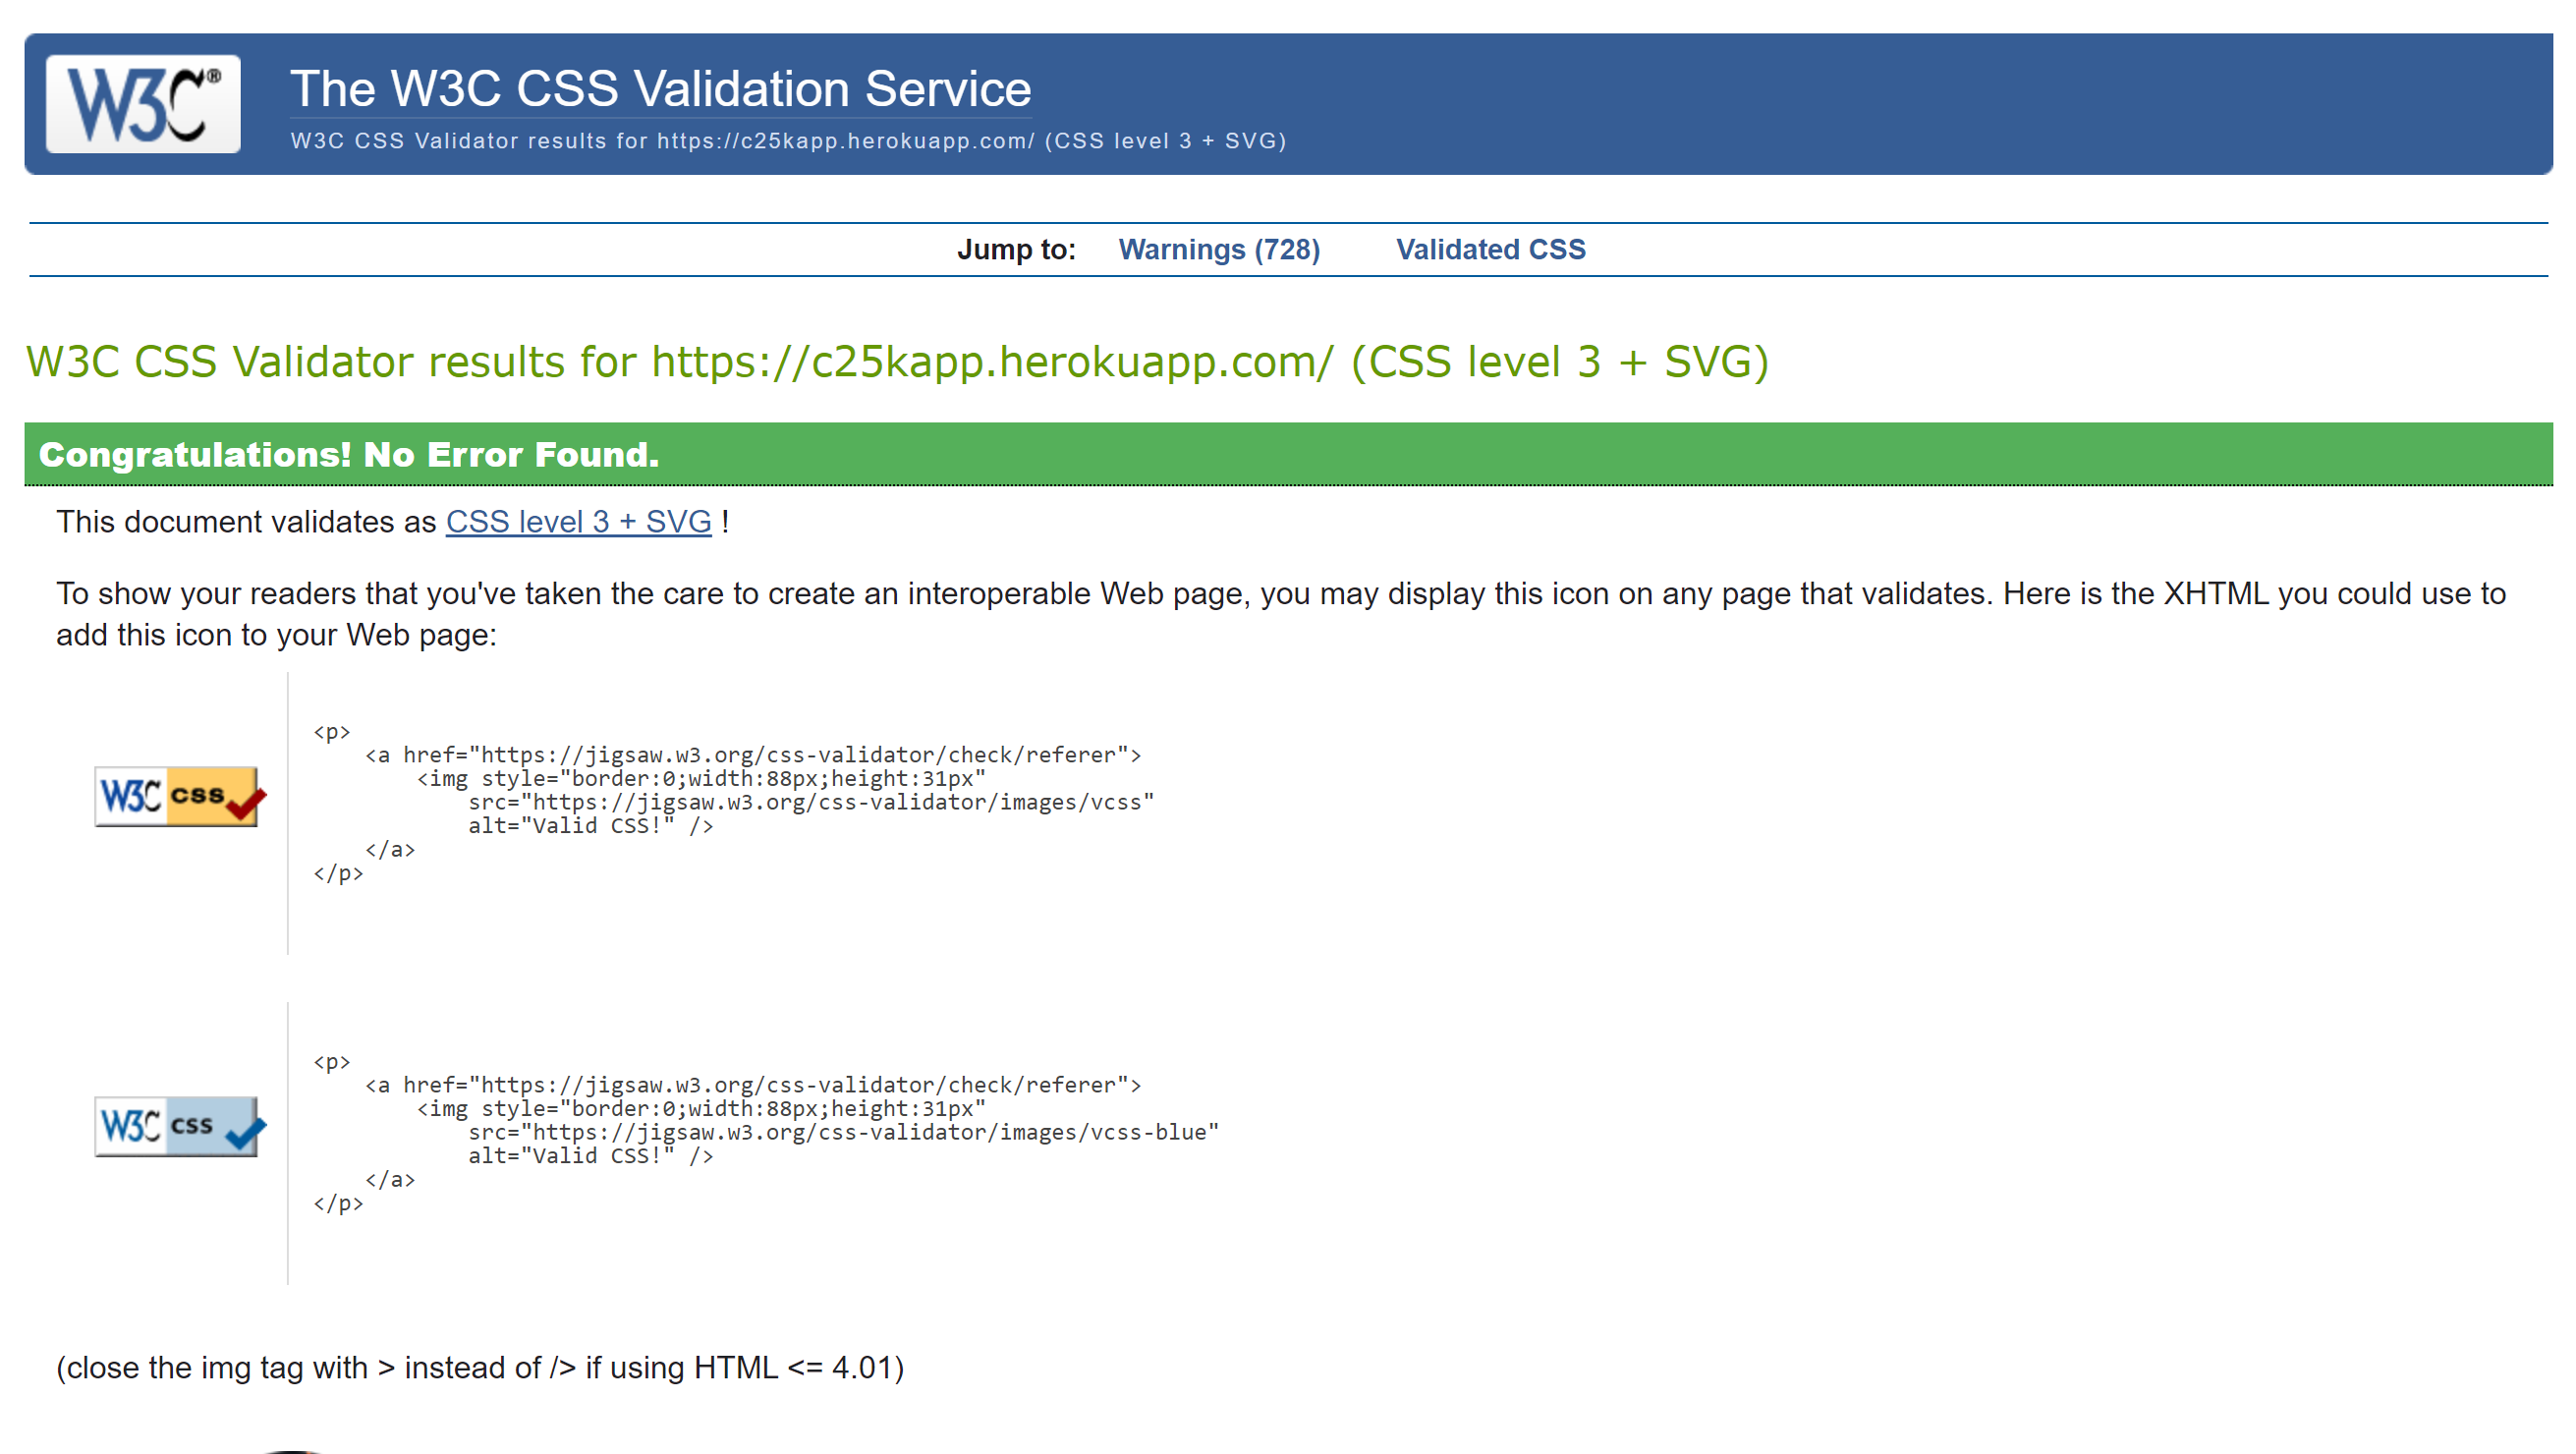 W3C®
The W3C CSS Validation Service
W3C CSS Validator results for https://c25kapp.herokuapp.com/ (CSS level 3 + SVG)
Jump to: Warnings (728) Validated CSS
W3C CSS Validator results for https://c25kapp.herokuapp.com/ (CSS level 3 + SVG)
Congratulations! No Error Found.
This document validates as CSS level 3 + SVG !
To show your readers that you've taken the care to create an interoperable Web page, you may display this icon on any page that validates. Here is the XHTML you could use to
add this icon to your Web page:
W3C css
<p>
    <a href="https://jigsaw.w3.org/css-validator/check/referer">
        <img style="border:0;width:88px;height:31px"
            src="https://jigsaw.w3.org/css-validator/images/vcss"
            alt="Valid CSS!" />
    </a>
</p>
W3C css
<p>
    <a href="https://jigsaw.w3.org/css-validator/check/referer">
        <img style="border:0;width:88px;height:31px"
            src="https://jigsaw.w3.org/css-validator/images/vcss-blue"
            alt="Valid CSS!" />
    </a>
</p>
(close the img tag with > instead of /> if using HTML <= 4.01)